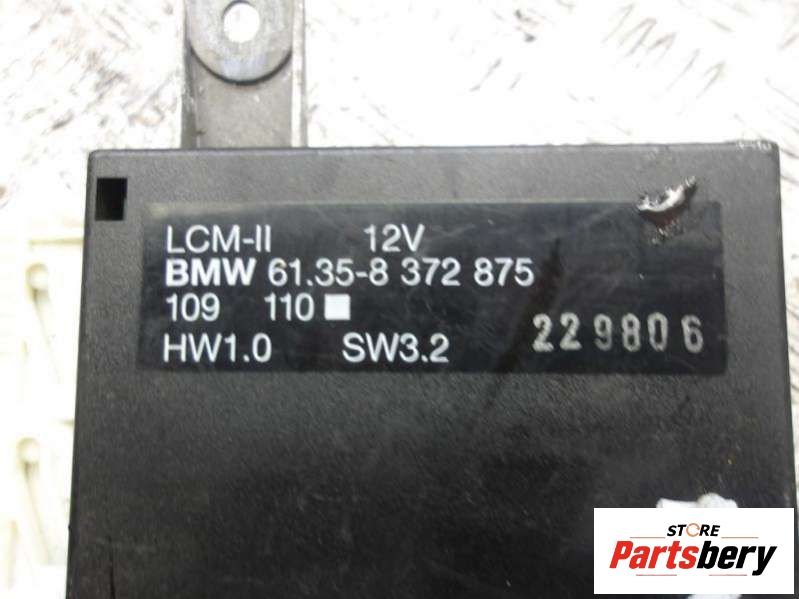 LCM-II 12V
BMW 61.35-8 372 875
109 110
HW1.0 SW3.2 229806
STORE
Partsbery